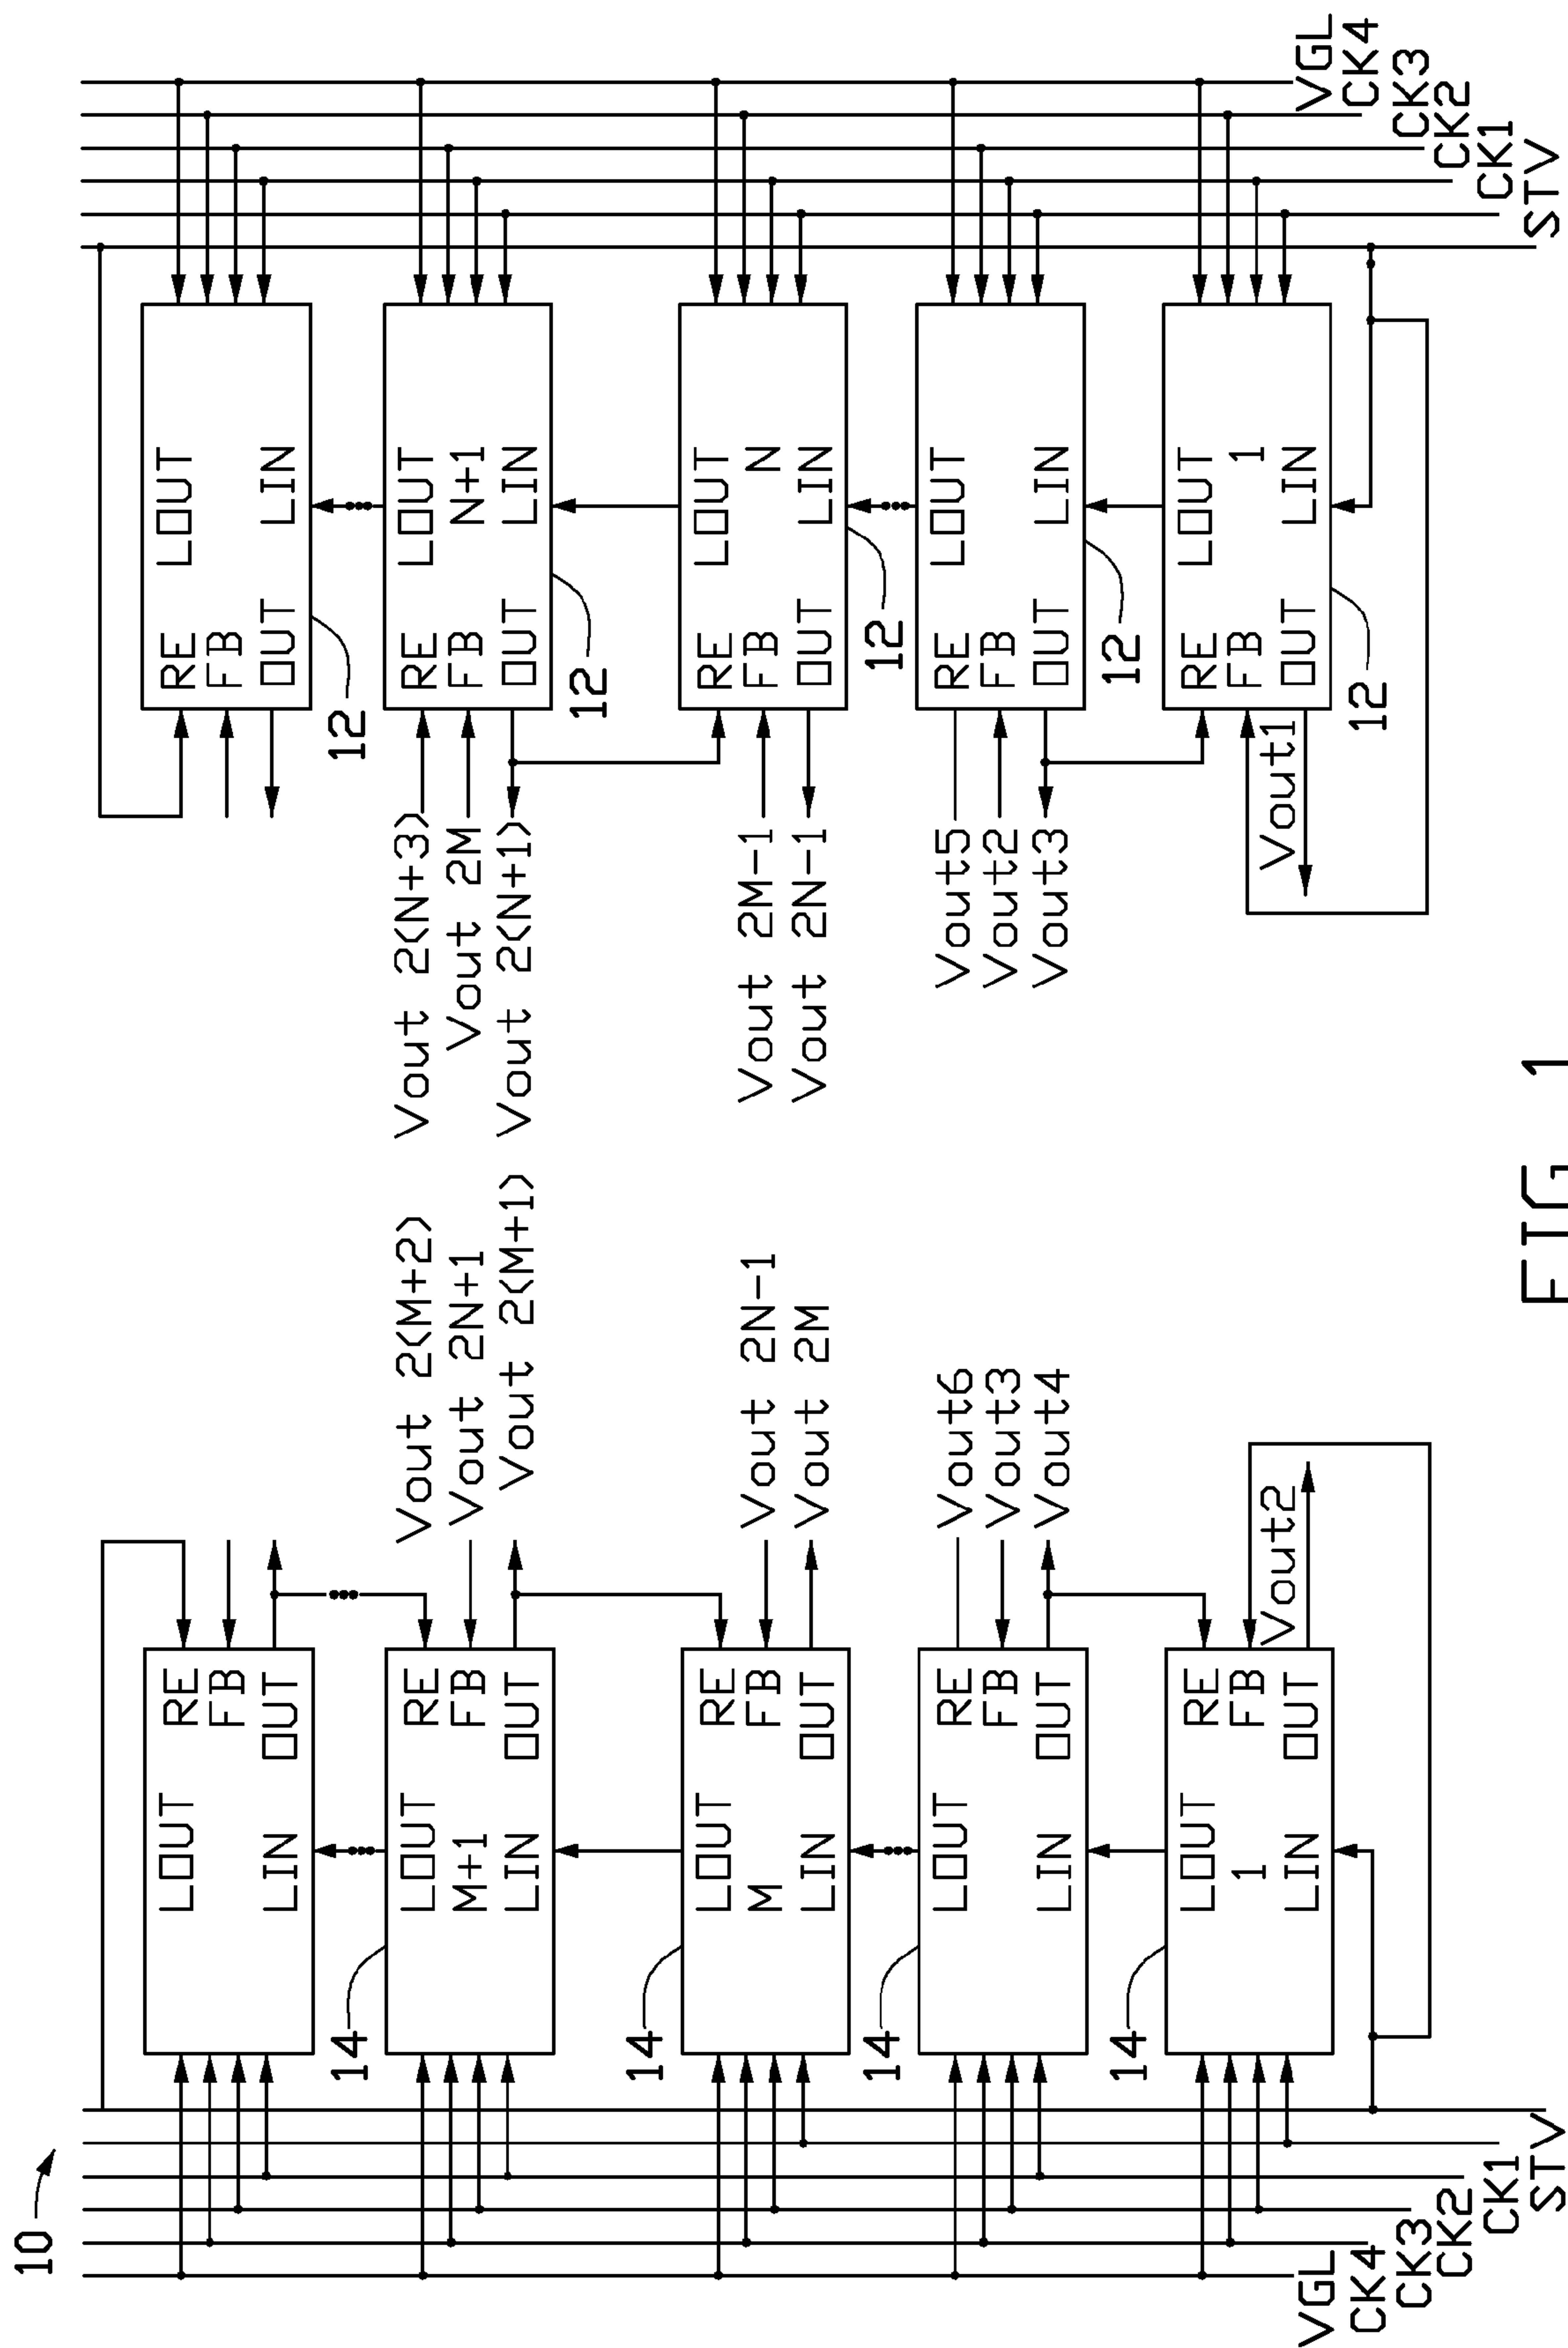 10
LOUT RE RE LOUT
FB FB
LIN OUT OUT LIN
14 12
LOUT RE Vout 2(M+2) Vout 2(N+3) RE LOUT
M+1 FB Vout 2N+1 Vout 2M FB N+1
LIN OUT Vout 2(M+1) Vout 2(N+1) OUT LIN
12
14
LOUT RE RE LOUT
M FB Vout 2N-1 Vout 2M-1 FB N
LIN OUT Vout 2M Vout 2N-1 OUT LIN
14 12
LOUT RE Vout6 Vout5 RE LOUT
FB Vout3 Vout2 FB
LIN OUT Vout4 Vout3 OUT LIN
14 12
LOUT RE RE LOUT
1 FB FB 1
Vout2 Vout1
LIN OUT OUT LIN
12
VGL VGL
CK4 CK4
CK3 CK3
CK2 CK2
CK1 CK1
STV STV
FIG 1